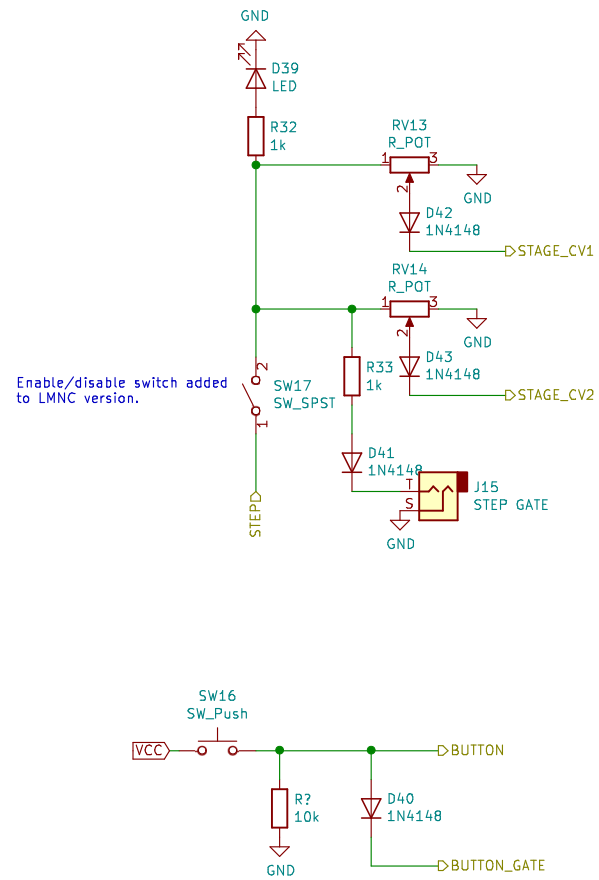 GND
D39
LED
R32
1k
RV13
R_POT
1
3
2
GND
D42
1N4148
STAGE_CV1
RV14
R_POT
1
3
2
GND
D43
1N4148
STAGE_CV2
Enable/disable switch added
to LMNC version.
2
SW17
SW_SPST
1
STEP
R33
1k
D41
1N4148
T
S
J15
STEP GATE
GND
SW16
SW_Push
VCC
BUTTON
R?
10k
GND
D40
1N4148
BUTTON_GATE